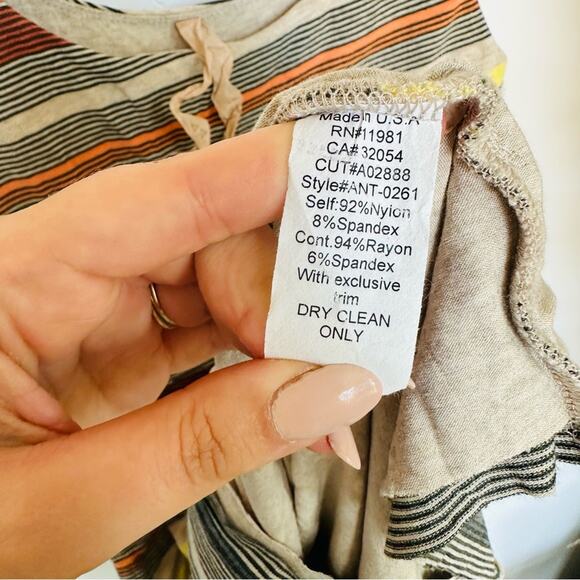 Made in U.S.A
RN#11981
CA#32054
CUT#A02888
Style#ANT-0261
Self:92%Nylon
8%Spandex
Cont.94%Rayon
6%Spandex
With exclusive
trim
DRY CLEAN
ONLY